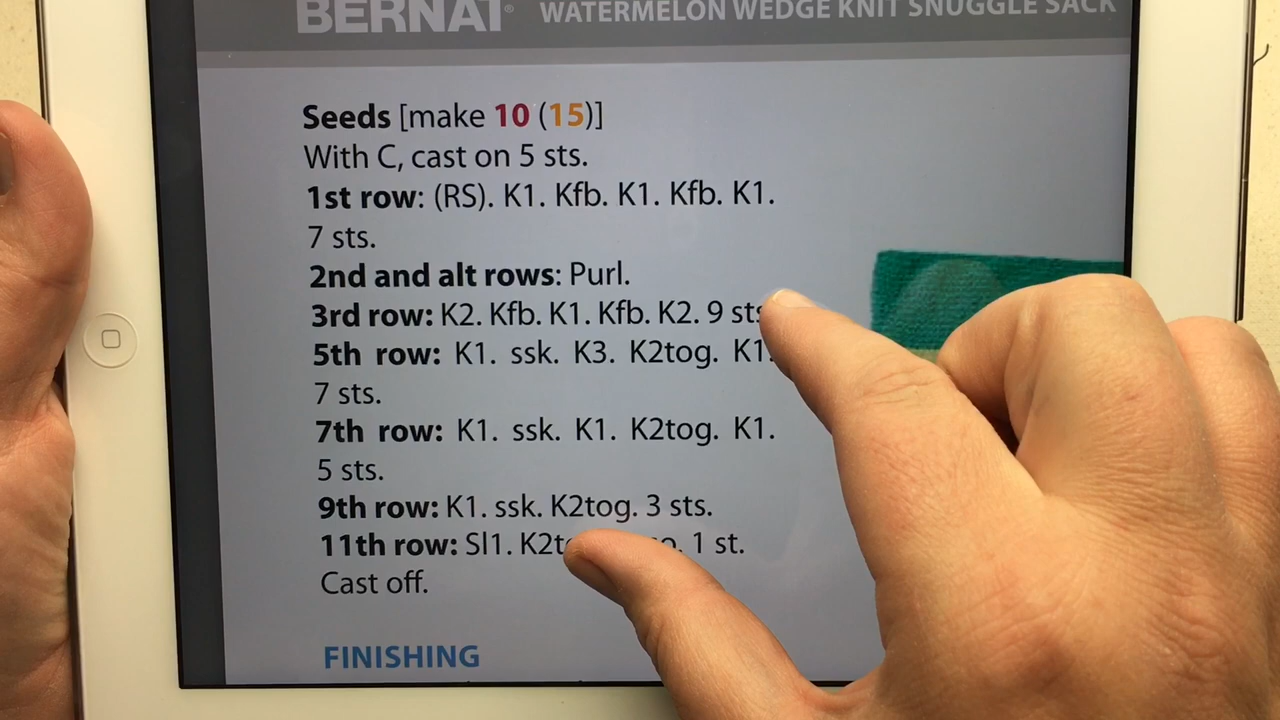 BERNAT® WATERMELON WEDGE KNIT SNUGGLE SACK
Seeds [make 10 (15)]
With C, cast on 5 sts.
1st row: (RS). K1. Kfb. K1. Kfb. K1.
7 sts.
2nd and alt rows: Purl.
3rd row: K2. Kfb. K1. Kfb. K2. 9 sts
5th row: K1. ssk. K3. K2tog. K1.
7 sts.
7th row: K1. ssk. K1. K2tog. K1.
5 sts.
9th row: K1. ssk. K2tog. 3 sts.
11th row: Sl1. 1 st.
Cast off.
FINISHING